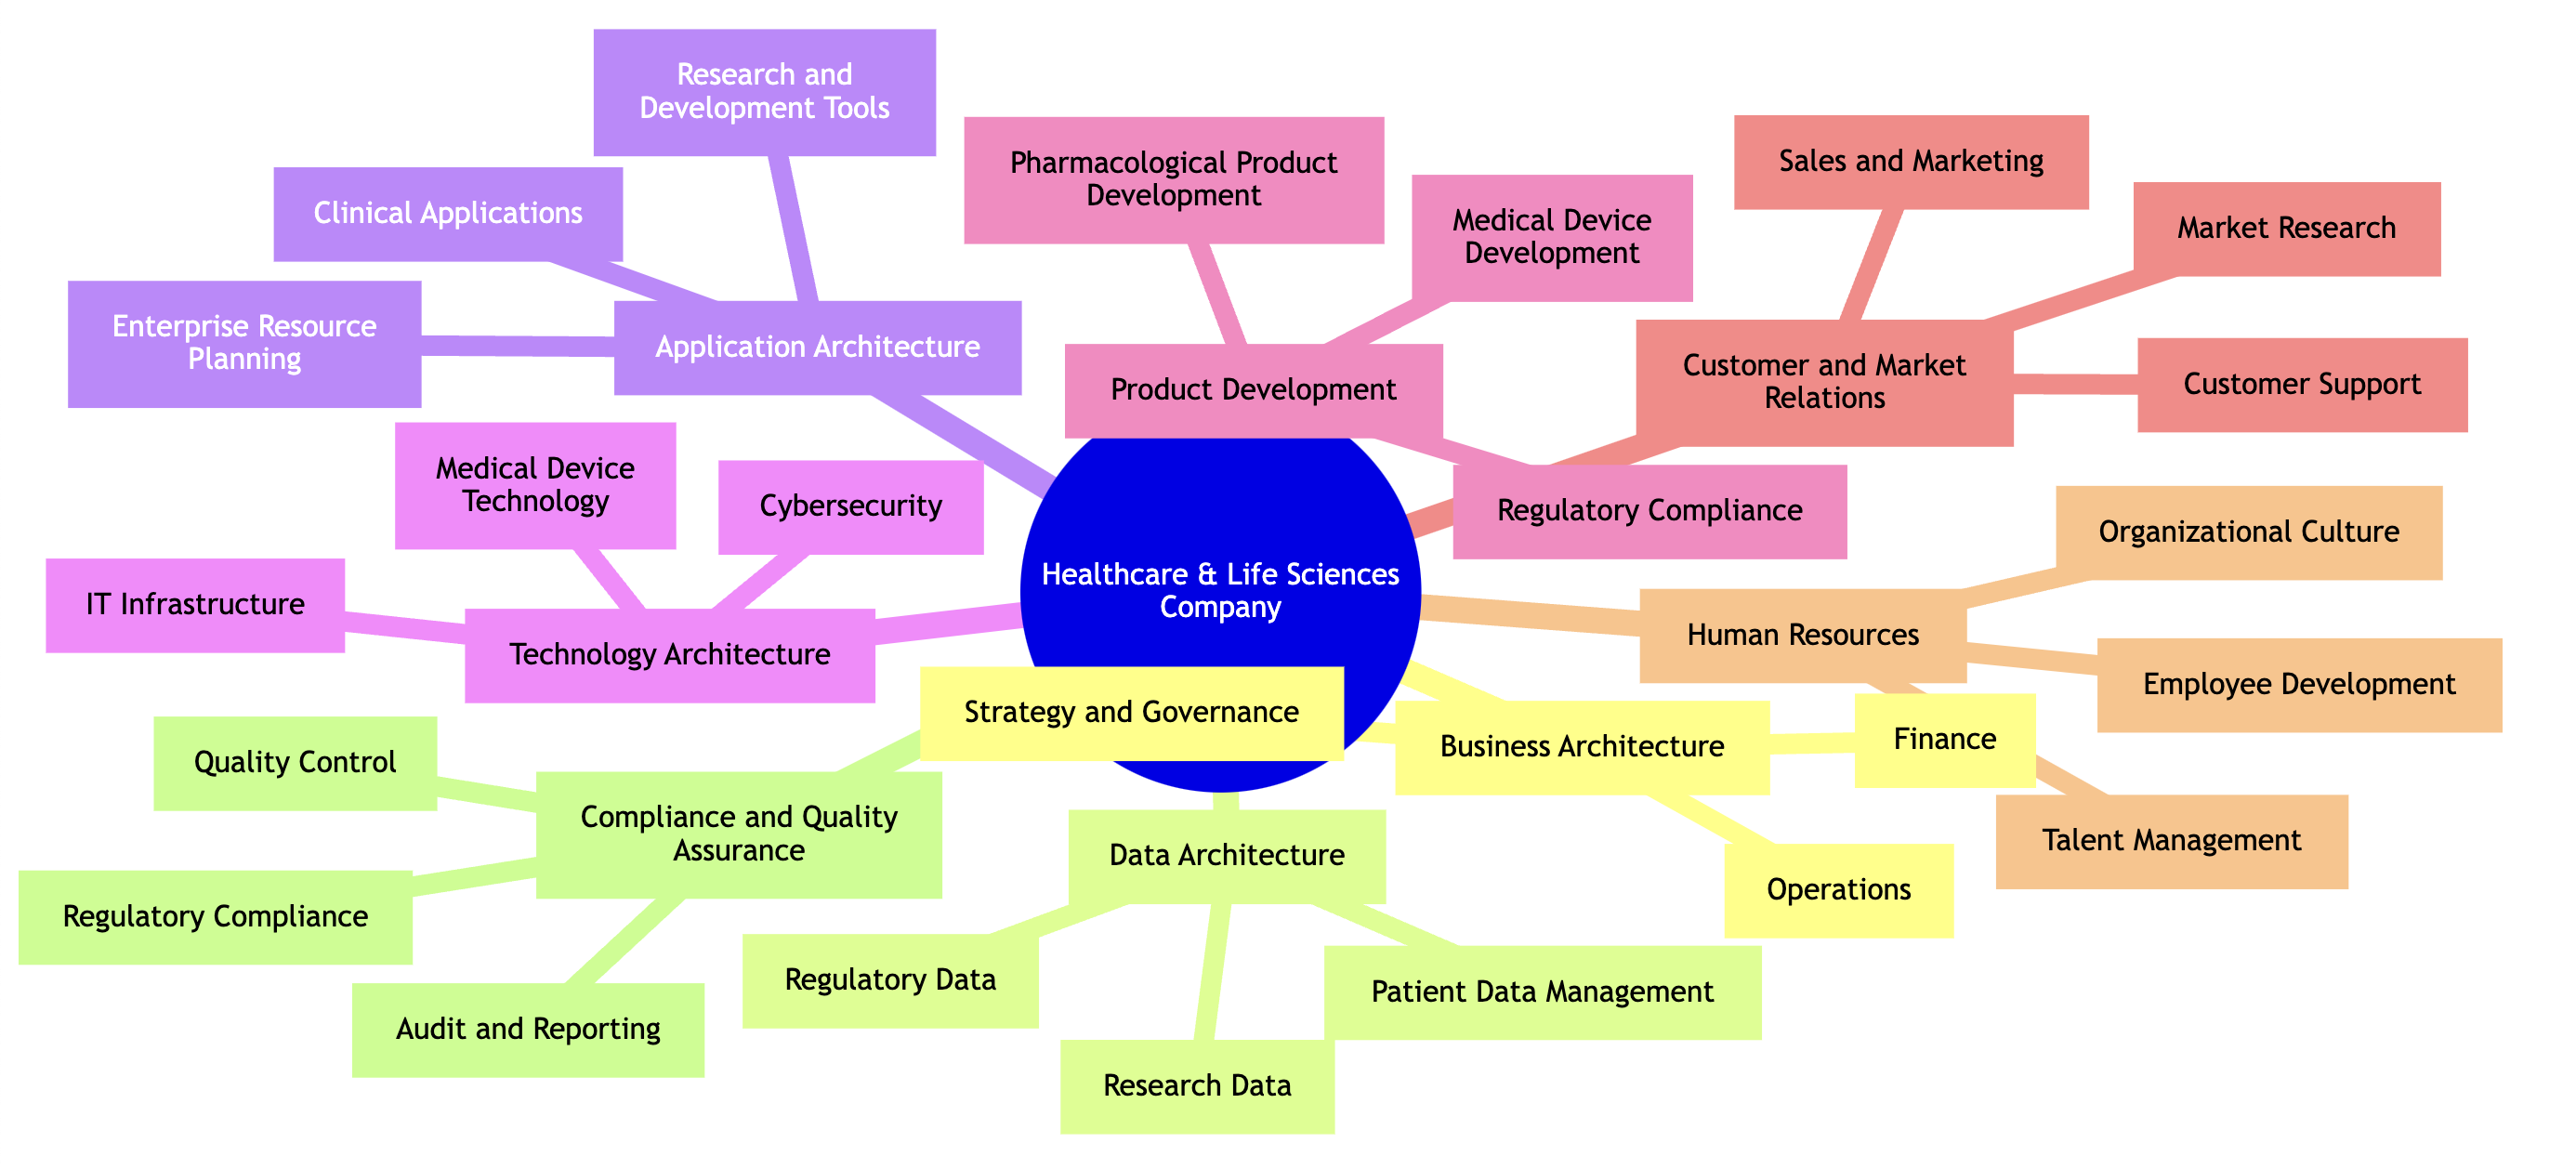 Research and
Development Tools
Clinical Applications
Enterprise Resource
Planning
Application Architecture
Pharmacological Product
Development
Medical Device
Development
Product Development
Regulatory Compliance
Sales and Marketing
Market Research
Customer and Market
Relations
Customer Support
Medical Device
Technology
Cybersecurity
IT Infrastructure
Technology Architecture
Healthcare & Life Sciences
Company
Organizational Culture
Human Resources
Employee Development
Talent Management
Strategy and Governance
Business Architecture
Finance
Operations
Quality Control
Compliance and Quality
Assurance
Regulatory Compliance
Audit and Reporting
Data Architecture
Regulatory Data
Patient Data Management
Research Data